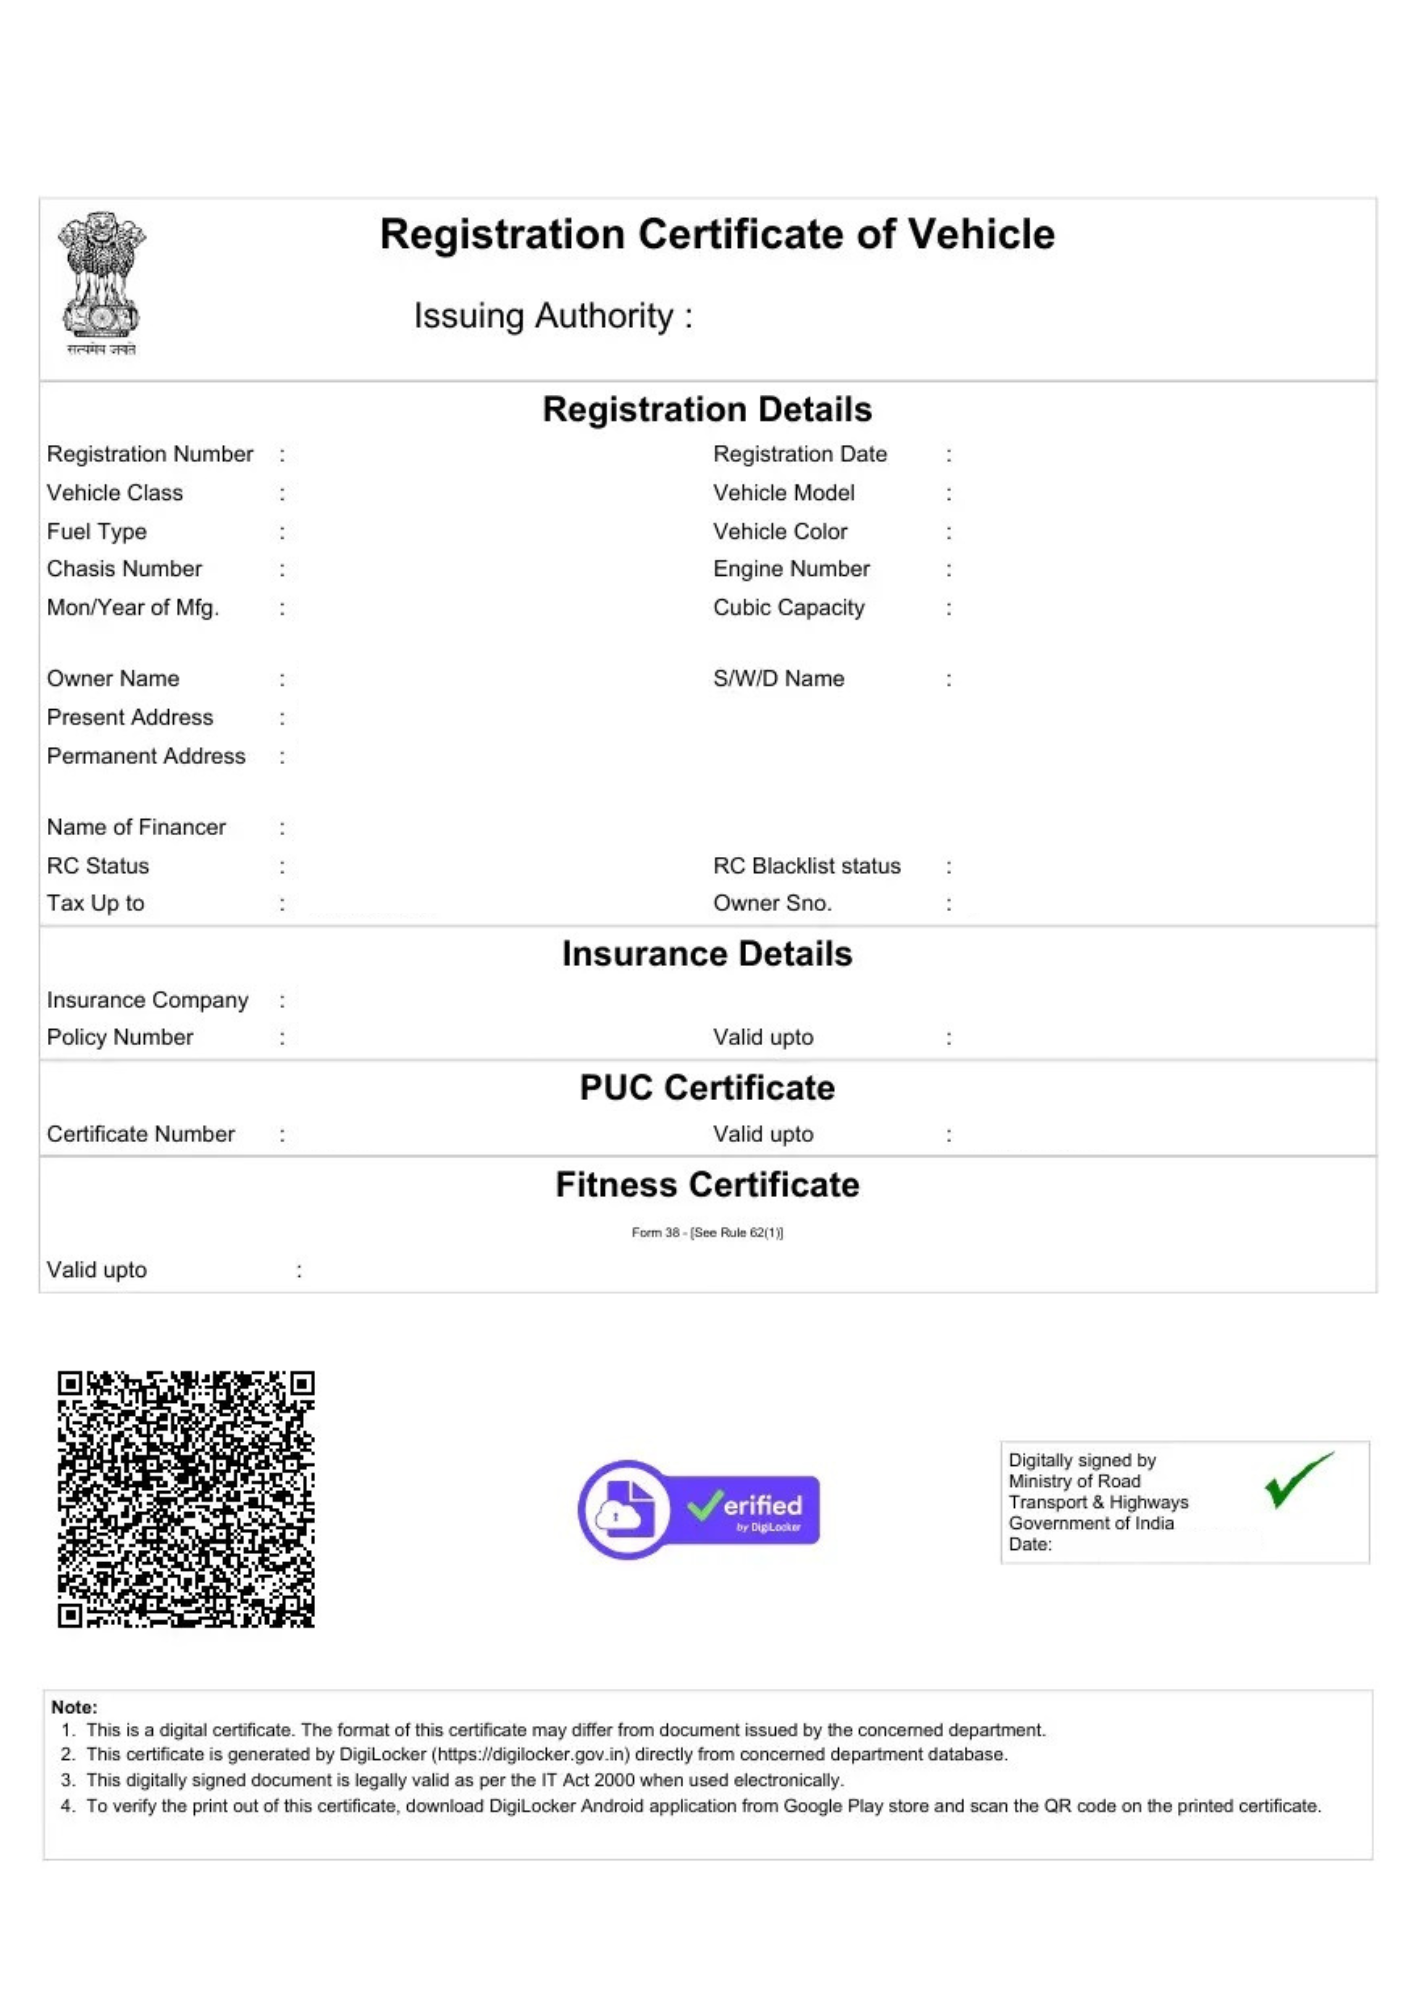 Registration Certificate of Vehicle
Issuing Authority :
सत्यमेव जयते
Registration Details
Registration Number : Registration Date :
Vehicle Class : Vehicle Model :
Fuel Type : Vehicle Color :
Chasis Number : Engine Number :
Mon/Year of Mfg. : Cubic Capacity :
Owner Name : S/W/D Name :
Present Address :
Permanent Address :
Name of Financer :
RC Status : RC Blacklist status :
Tax Up to : Owner Sno. :
Insurance Details
Insurance Company :
Policy Number : Valid upto :
PUC Certificate
Certificate Number : Valid upto :
Fitness Certificate
Form 38 - [See Rule 62(1)]
Valid upto :
erified
by DigiLocker
Digitally signed by
Ministry of Road
Transport & Highways
Government of India
Date:
Note:
1. This is a digital certificate. The format of this certificate may differ from document issued by the concerned department.
2. This certificate is generated by DigiLocker (https://digilocker.gov.in) directly from concerned department database.
3. This digitally signed document is legally valid as per the IT Act 2000 when used electronically.
4. To verify the print out of this certificate, download DigiLocker Android application from Google Play store and scan the QR code on the printed certificate.